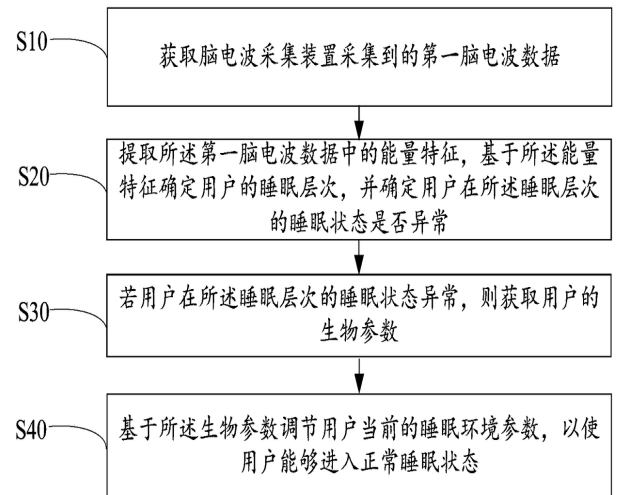 S10
获取脑电波采集装置采集到的第一脑电波数据
S20
提取所述第一脑电波数据中的能量特征，基于所述能量
特征确定用户的睡眠层次，并确定用户在所述睡眠层次
的睡眠状态是否异常
S30
若用户在所述睡眠层次的睡眠状态异常，则获取用户的
生物参数
S40
基于所述生物参数调节用户当前的睡眠环境参数，以使
用户能够进入正常睡眠状态